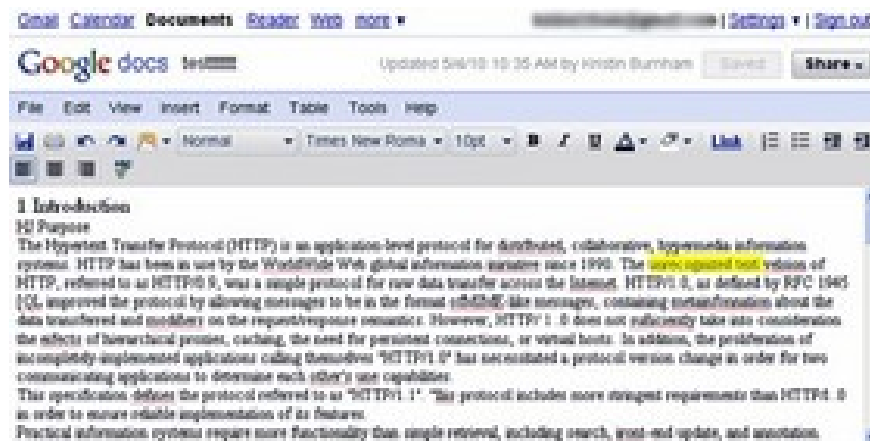 Gmail Calendar Documents Reader Web more ▼ | Settings ▼ | Sign out
Google docs Updated 5/4/10 10:35 AM by Kristin Burnham Saved Share
File Edit View Insert Format Table Tools Help
Normal Times New Roma 10pt B I U A Link
1 Introduction
Purpose
The Hypertext Transfer Protocol (HTTP) is an application-level protocol for distributed, collaborative, hypermedia information
systems. HTTP has been in use by the WorldWide Web global information since 1990. The unrecognized text version of
HTTP, referred to as HTTP/0.9, was a simple protocol for raw data transfer across the Internet. HTTP/1.0, as defined by RFC 1945
improved the protocol by allowing messages to be in the format messages, containing metainformation about the
data transferred and modifiers on the request/response semantics. However, HTTP/ 1 .0 does not sufficiently take into consideration
the effects of hierarchical proxies, caching, the need for persistent connections, or virtual hosts. In addition, the proliferation of
incompletely-implemented applications calling themselves "HTTP/1.0" has necessitated a protocol version change in order for two
communicating applications to determine each other's capabilities.
This specification defines the protocol referred to as "HTTP/1.1". protocol includes more stringent requirements than
in order to ensure reliable implementation of its features.
Practical information systems require more functionality than simple retrieval, including search, front-end update, and annotation.